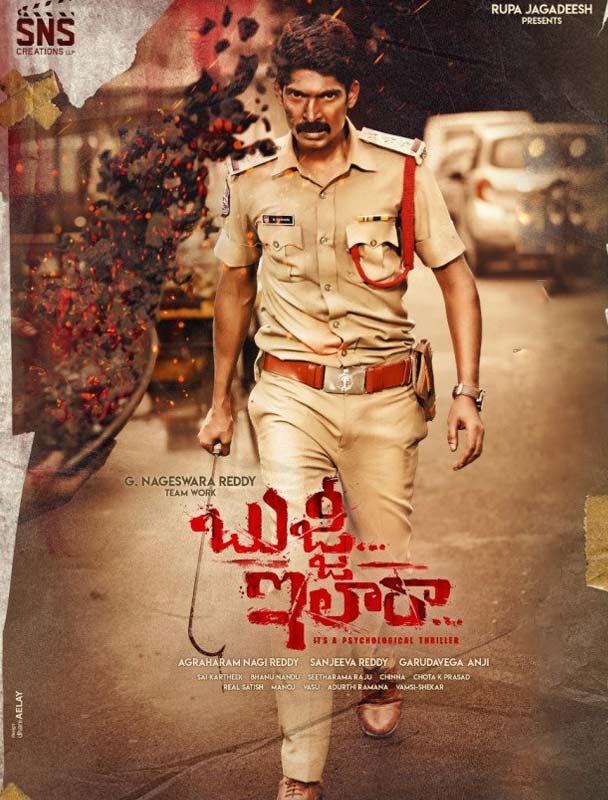 SNS
CREATIONS LLP
RUPA JAGADEESH
PRESENTS
G. NAGESWARA REDDY
TEAM WORK
బుజ్జీ...
ఇలారా...
IT'S A PSYCHOLOGICAL THRILLER
AGRAHARAM NAGI REDDY SANJEEVA REDDY GARUDAVEGA ANJI
SAI KARTHEEK BHANU NANDU SEETHARAMA RAJU CHINNA CHOTA K PRASAD
REAL SATISH MANOJ VASU ADURTHI RAMANA VAMSI-SHEKAR
design
dhaniAELAY